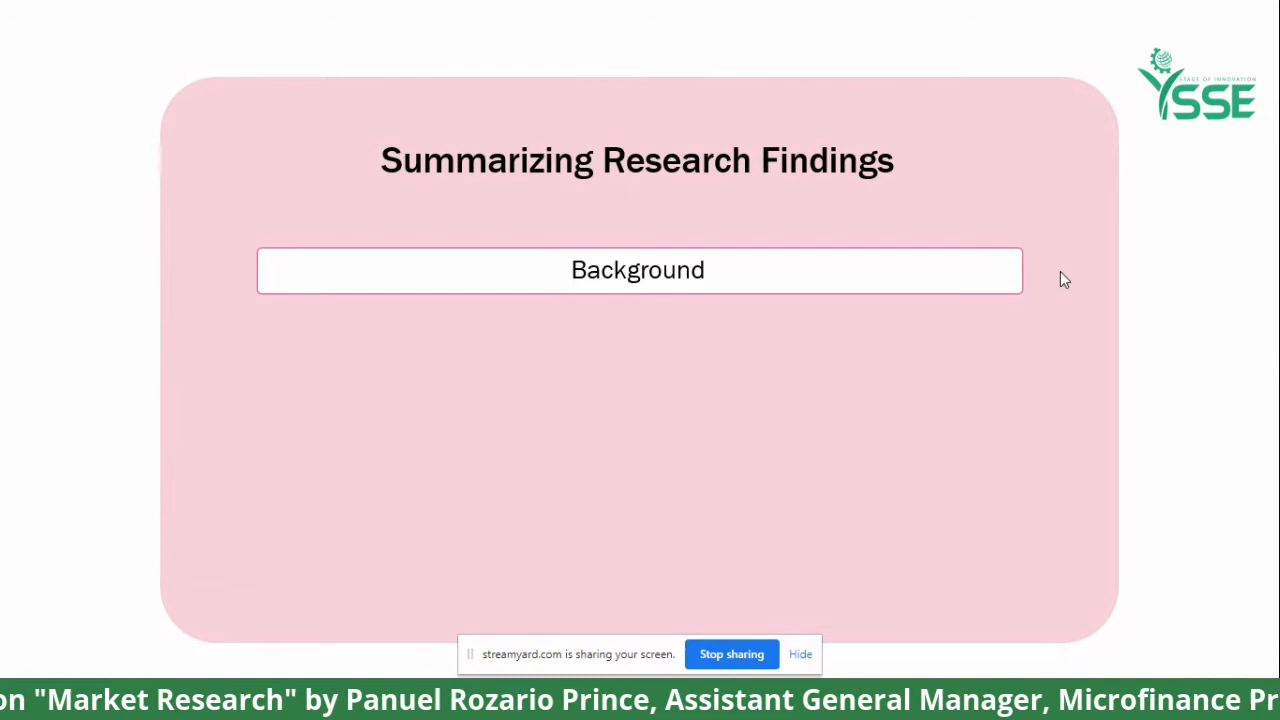 STAGE OF INNOVATION
YSSE
Summarizing Research Findings
Background
streamyard.com is sharing your screen.
Stop sharing
Hide
on "Market Research" by Panuel Rozario Prince, Assistant General Manager, Microfinance Pr